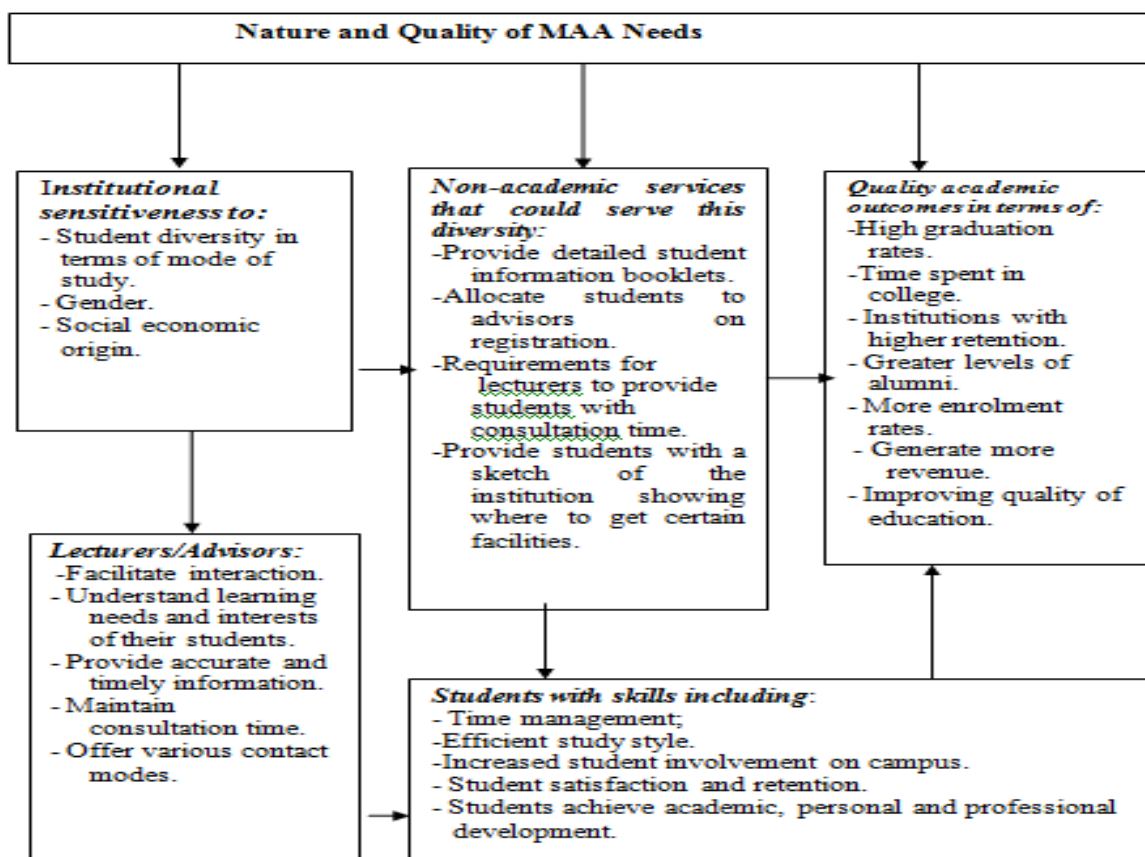 Nature and Quality of MAA Needs
Institutional
sensitiveness to:
- Student diversity in
terms of mode of
study.
- Gender.
- Social economic
origin.
Non-academic services
that could serve this
diversity:
-Provide detailed student
information booklets.
-Allocate students to
advisors on
registration.
-Requirements for
lecturers to provide
students with
consultation time.
-Provide students with a
sketch of the
institution showing
where to get certain
facilities.
Quality academic
outcomes in terms of:
-High graduation
rates.
-Time spent in
college.
- Institutions with
higher retention.
- Greater levels of
alumni.
- More enrolment
rates.
- Generate more
revenue.
- Improving quality of
education.
Lecturers/Advisors:
-Facilitate interaction.
- Understand learning
needs and interests
of their students.
- Provide accurate and
timely information.
- Maintain
consultation time.
- Offer various contact
modes.
Students with skills including:
- Time management;
-Efficient study style.
-Increased student involvement on campus.
- Student satisfaction and retention.
- Students achieve academic, personal and professional
development.